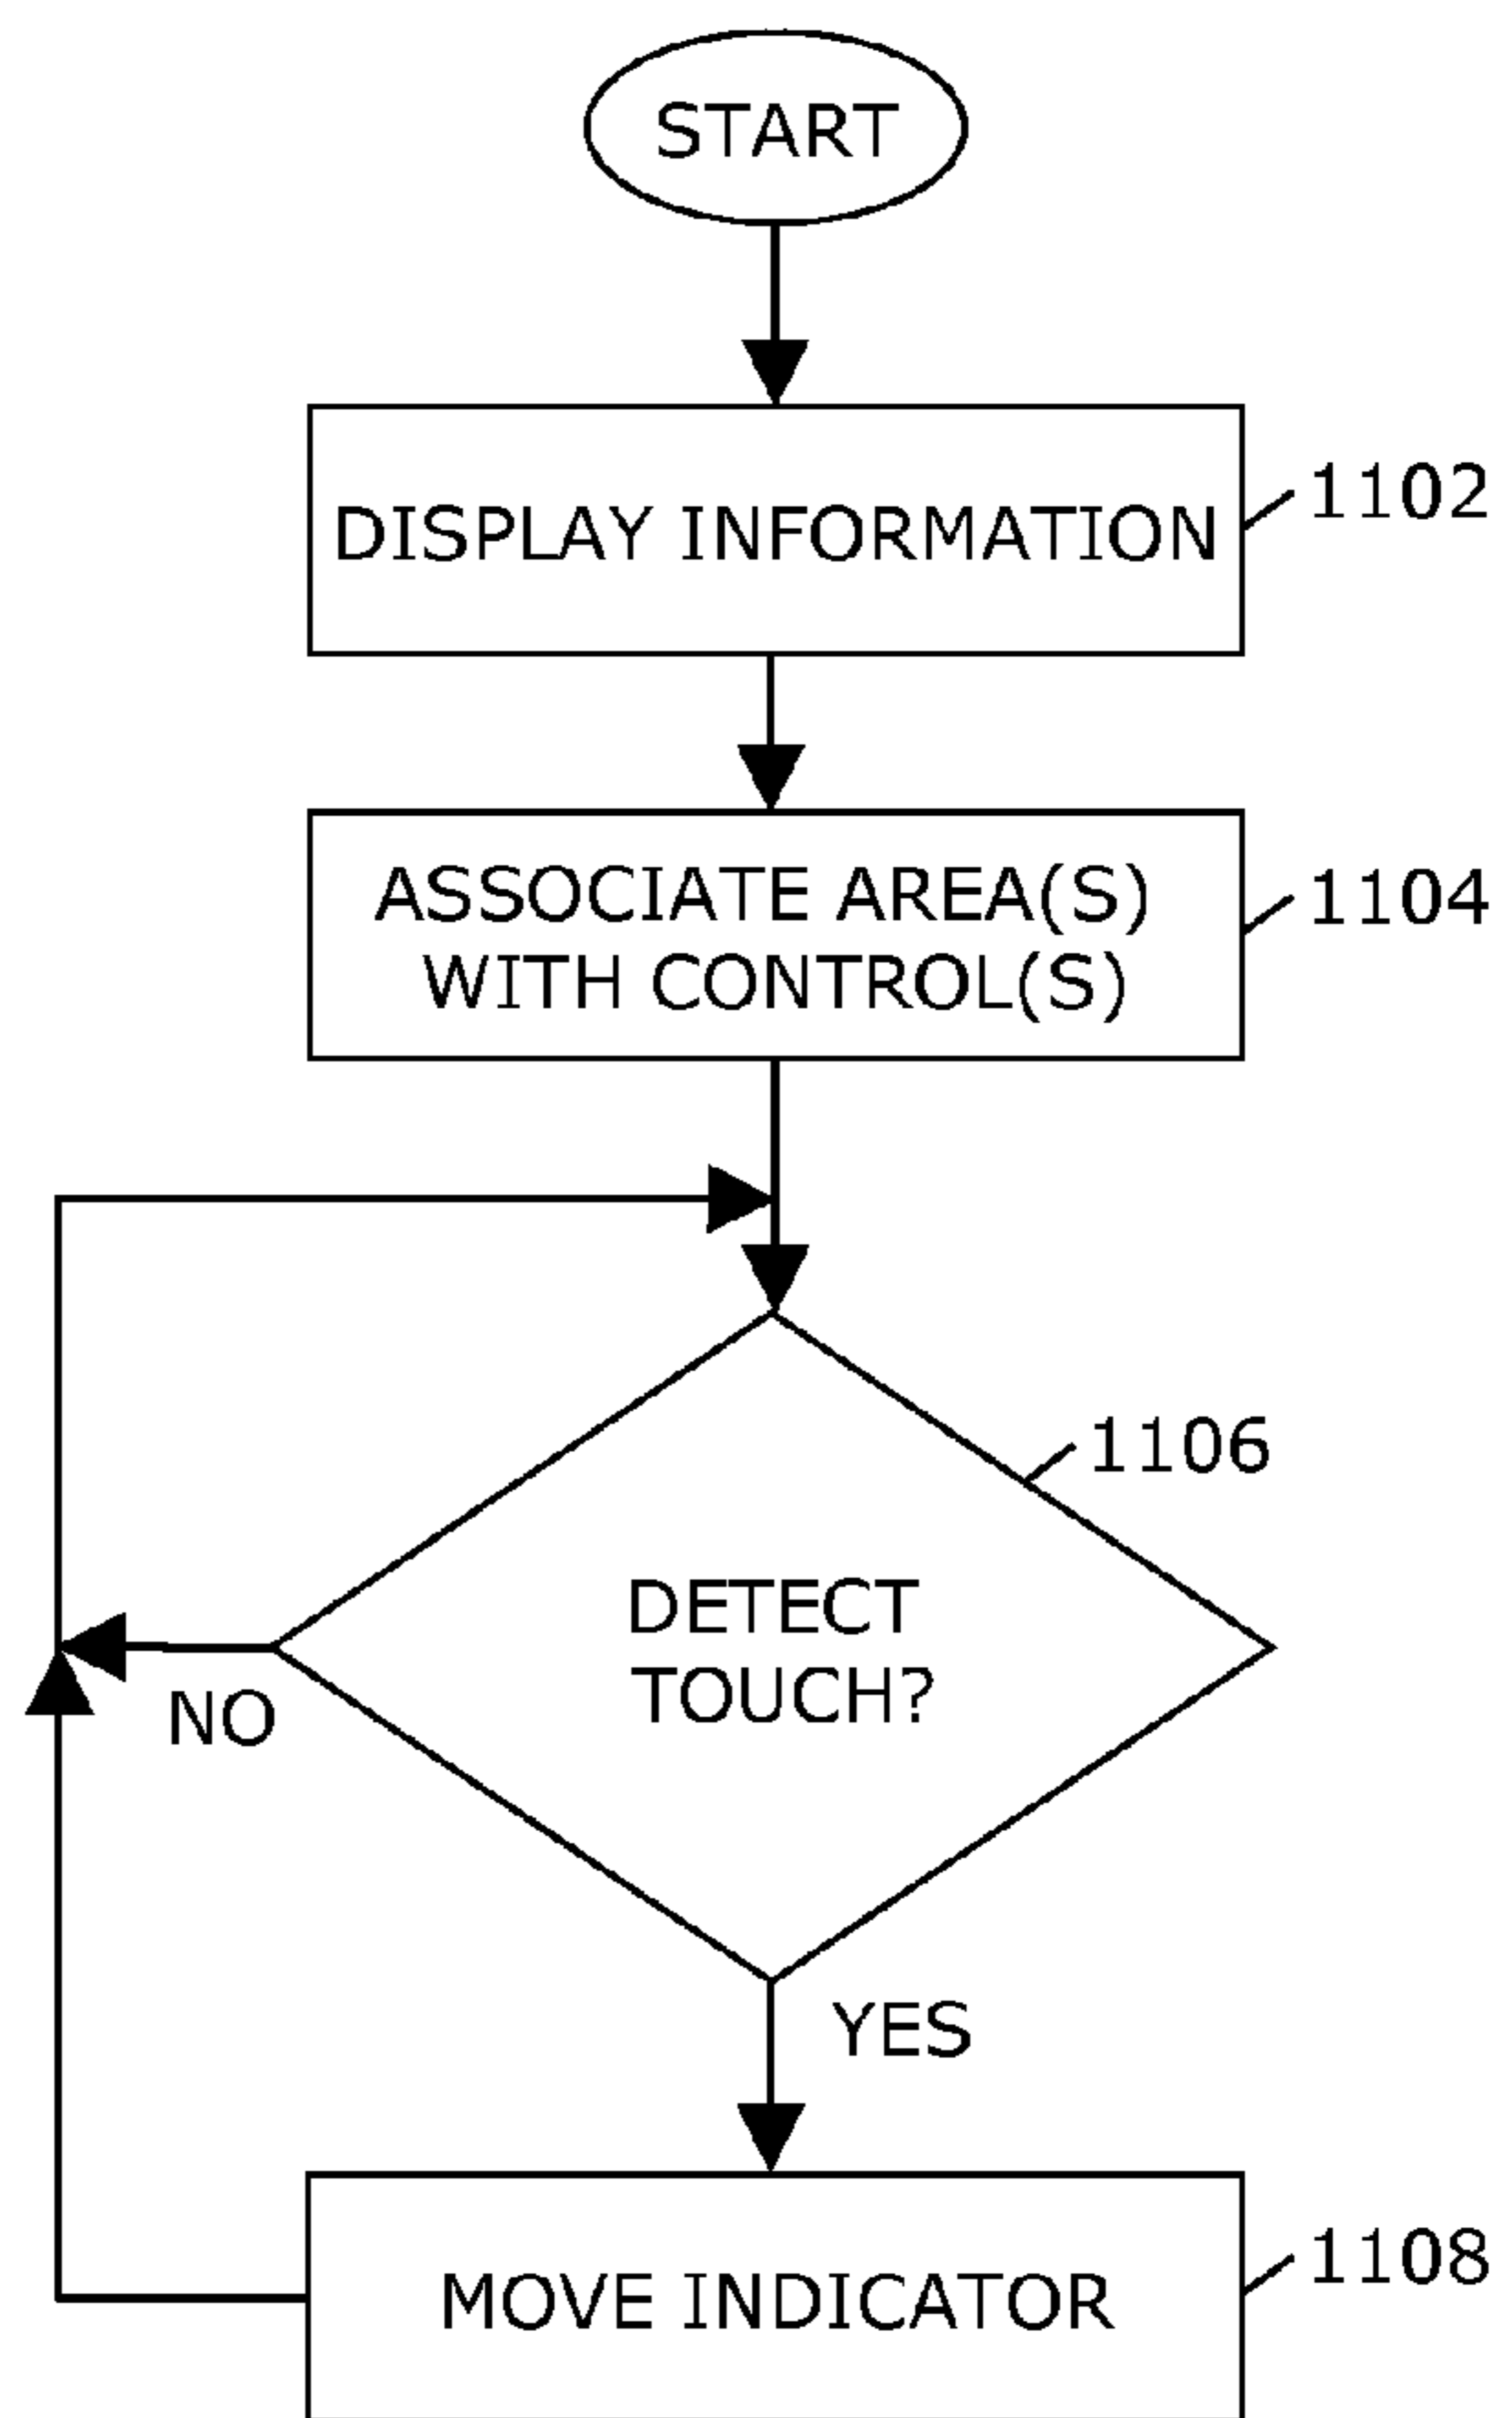 START
DISPLAY INFORMATION
1102
ASSOCIATE AREA(S)
WITH CONTROL(S)
1104
1106
DETECT
TOUCH?
NO
YES
MOVE INDICATOR
1108